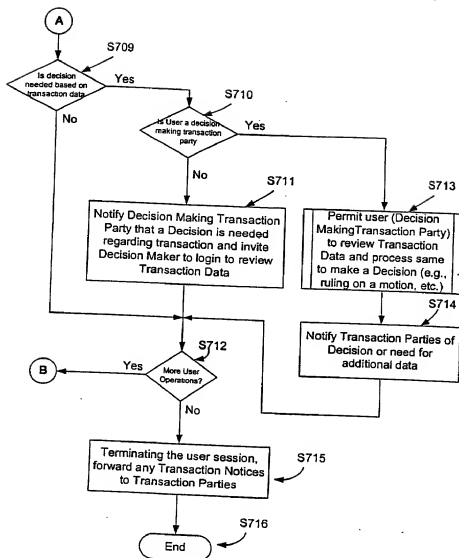 A
S709
Is decision
needed based on
transaction data
Yes
No
S710
Is User a decision
making transaction
party
Yes
No
S711
Notify Decision Making Transaction
Party that a Decision is needed
regarding transaction and invite
Decision Maker to login to review
Transaction Data
S713
Permit user (Decision
MakingTransaction Party)
to review Transaction
Data and process same
to make a Decision (e.g.,
ruling on a motion, etc.)
S714
Notify Transaction Parties of
Decision or need for
additional data
S712
More User
Operations?
Yes
B
No
Terminating the user session,
forward any Transaction Notices
to Transaction Parties
S715
S716
End